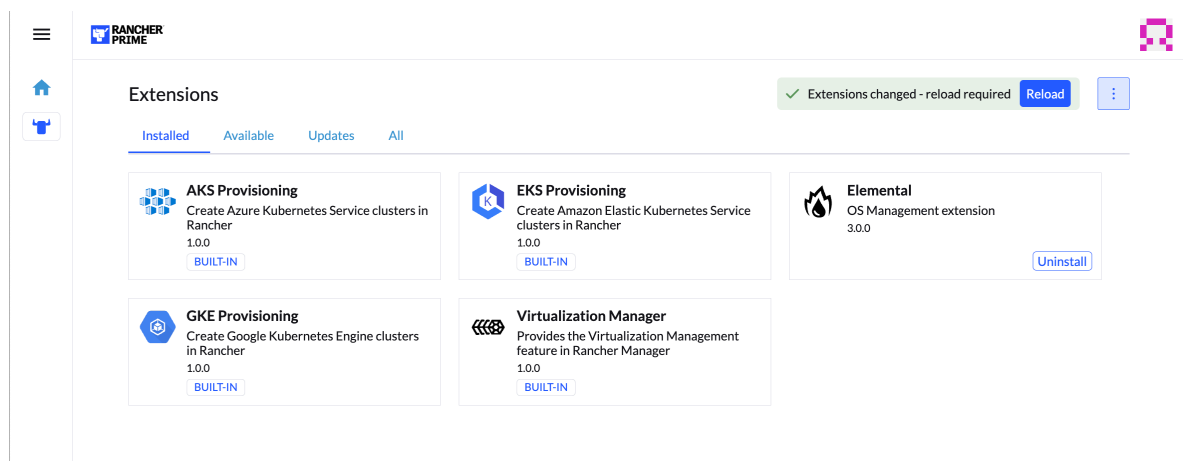 RANCHER
PRIME
Extensions
Extensions changed - reload required
Reload
Installed
Available
Updates
All
AKS Provisioning
Create Azure Kubernetes Service clusters in
Rancher
1.0.0
BUILT-IN
EKS Provisioning
Create Amazon Elastic Kubernetes Service
clusters in Rancher
1.0.0
BUILT-IN
Elemental
OS Management extension
3.0.0
Uninstall
GKE Provisioning
Create Google Kubernetes Engine clusters
in Rancher
1.0.0
BUILT-IN
Virtualization Manager
Provides the Virtualization Management
feature in Rancher Manager
1.0.0
BUILT-IN